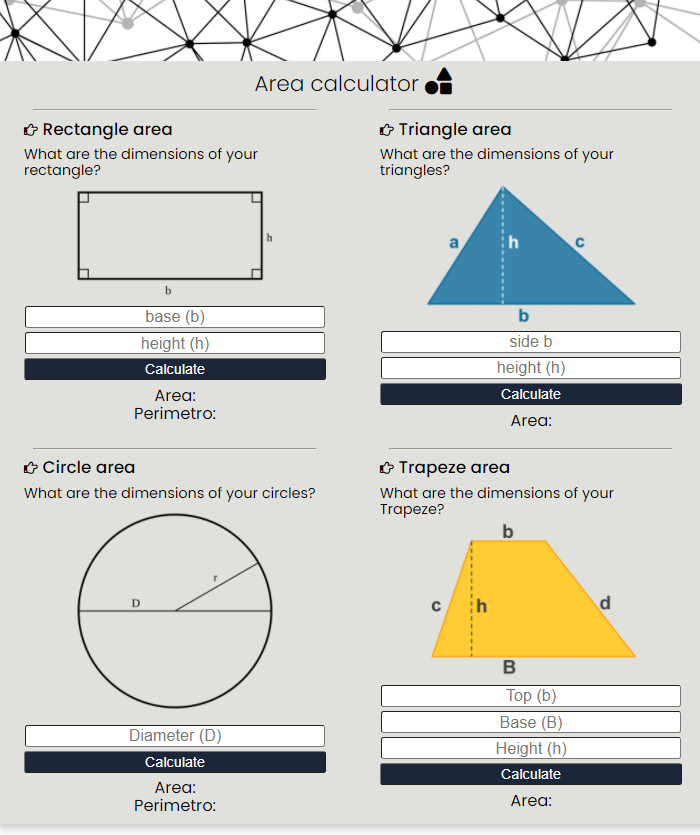 Area calculator
Rectangle area
What are the dimensions of your
rectangle?
h
b
base (b)
height (h)
Calculate
Area:
Perimetro:
Triangle area
What are the dimensions of your
triangles?
a
h
c
b
side b
height (h)
Calculate
Area:
Circle area
What are the dimensions of your circles?
r
D
Diameter (D)
Calculate
Area:
Perimetro:
Trapeze area
What are the dimensions of your
Trapeze?
b
c
h
d
B
Top (b)
Base (B)
Height (h)
Calculate
Area: